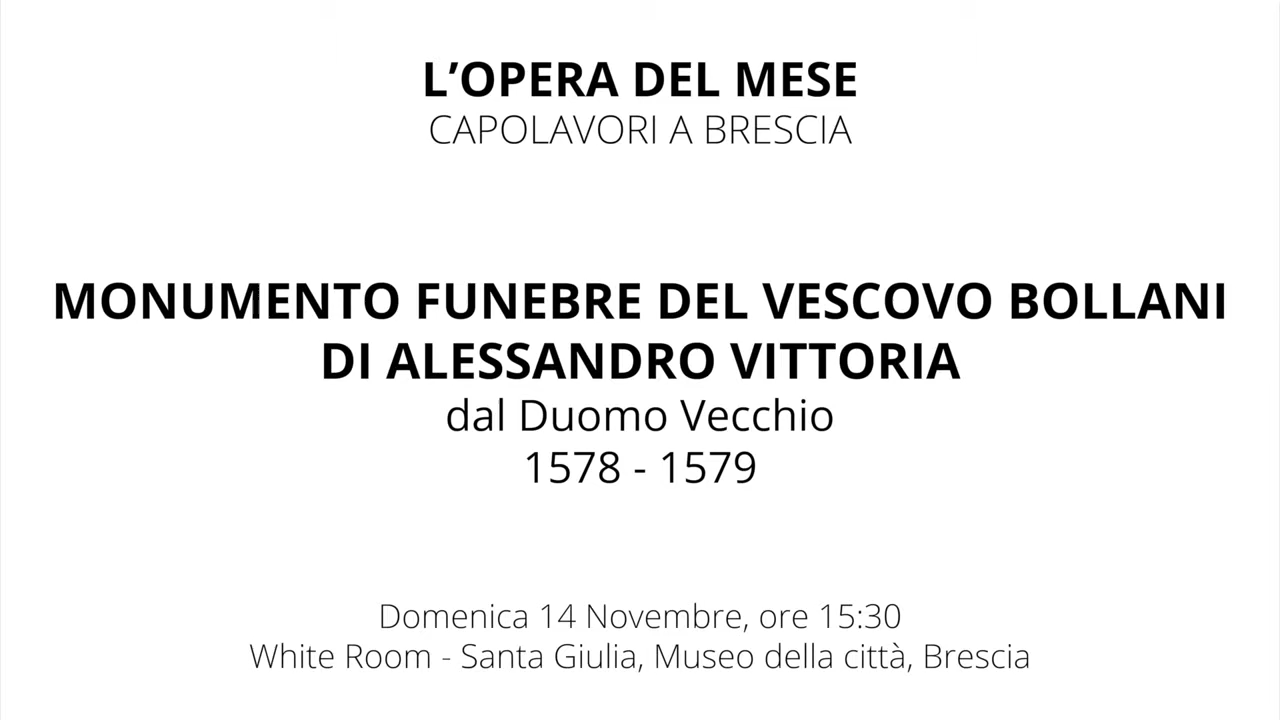 L’OPERA DEL MESE
CAPOLAVORI A BRESCIA
MONUMENTO FUNEBRE DEL VESCOVO BOLLANI
DI ALESSANDRO VITTORIA
dal Duomo Vecchio
1578 - 1579
Domenica 14 Novembre, ore 15:30
White Room - Santa Giulia, Museo della città, Brescia